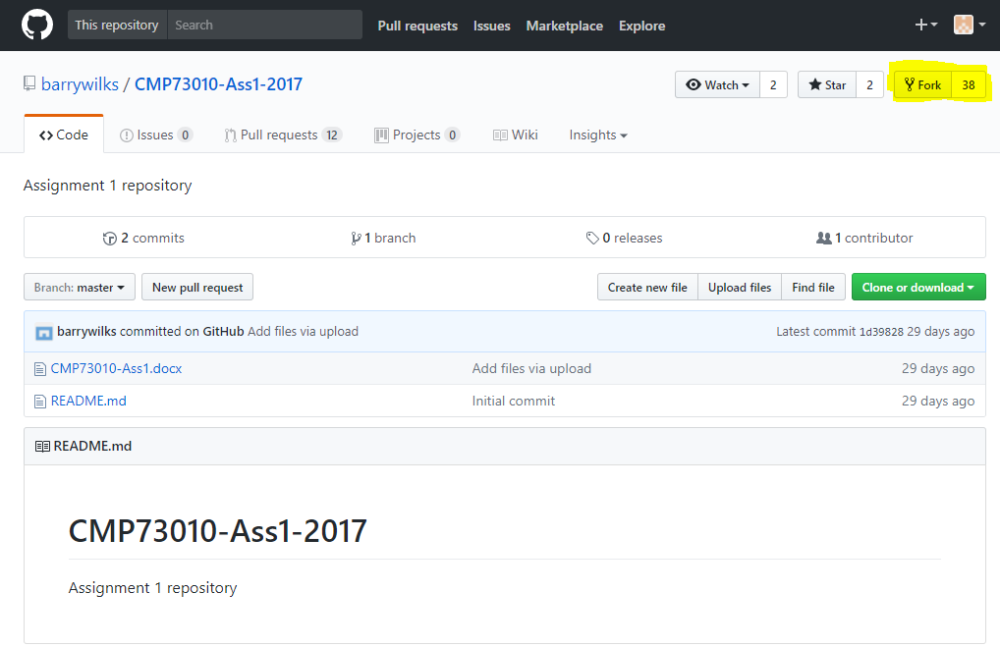 This repository Search Pull requests Issues Marketplace Explore
barrywilks / CMP73010-Ass1-2017 Watch 2 Star 2 Fork 38
Code Issues 0 Pull requests 12 Projects 0 Wiki Insights
Assignment 1 repository
2 commits 1 branch 0 releases 1 contributor
Branch: master New pull request Create new file Upload files Find file Clone or download
barrywilks committed on GitHub Add files via upload Latest commit 1d39828 29 days ago
CMP73010-Ass1.docx Add files via upload 29 days ago
README.md Initial commit 29 days ago
README.md
CMP73010-Ass1-2017
Assignment 1 repository